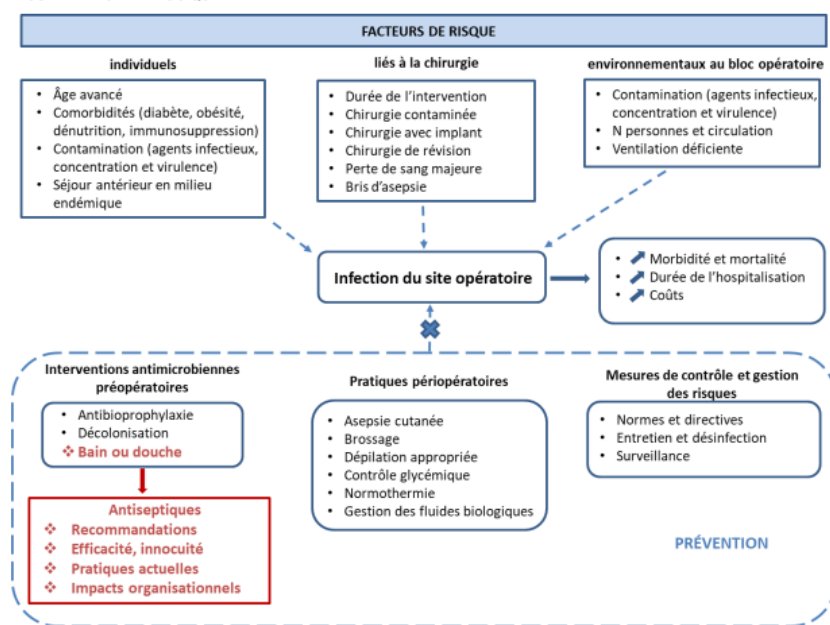 FACTEURS DE RISQUE
individuels
• Âge avancé
• Comorbidités (diabète, obésité,
dénutrition, immunosuppression)
• Contamination (agents infectieux,
concentration et virulence)
• Séjour antérieur en milieu
endémique
liés à la chirurgie
• Durée de l'intervention
• Chirurgie contaminée
• Chirurgie avec implant
• Chirurgie de révision
• Perte de sang majeure
• Bris d'asepsie
environnementaux au bloc opératoire
• Contamination (agents infectieux,
concentration et virulence)
• N personnes et circulation
• Ventilation déficiente
Infection du site opératoire
• Morbidité et mortalité
• Durée de l'hospitalisation
• Coûts
Interventions antimicrobiennes
préopératoires
• Antibioprophylaxie
• Décolonisation
❖ Bain ou douche
Antiseptiques
❖ Recommandations
❖ Efficacité, innocuité
❖ Pratiques actuelles
❖ Impacts organisationnels
Pratiques périopératoires
• Asepsie cutanée
• Brossage
• Dépilation appropriée
• Contrôle glycémique
• Normothermie
• Gestion des fluides biologiques
Mesures de contrôle et gestion
des risques
• Normes et directives
• Entretien et désinfection
• Surveillance
PRÉVENTION